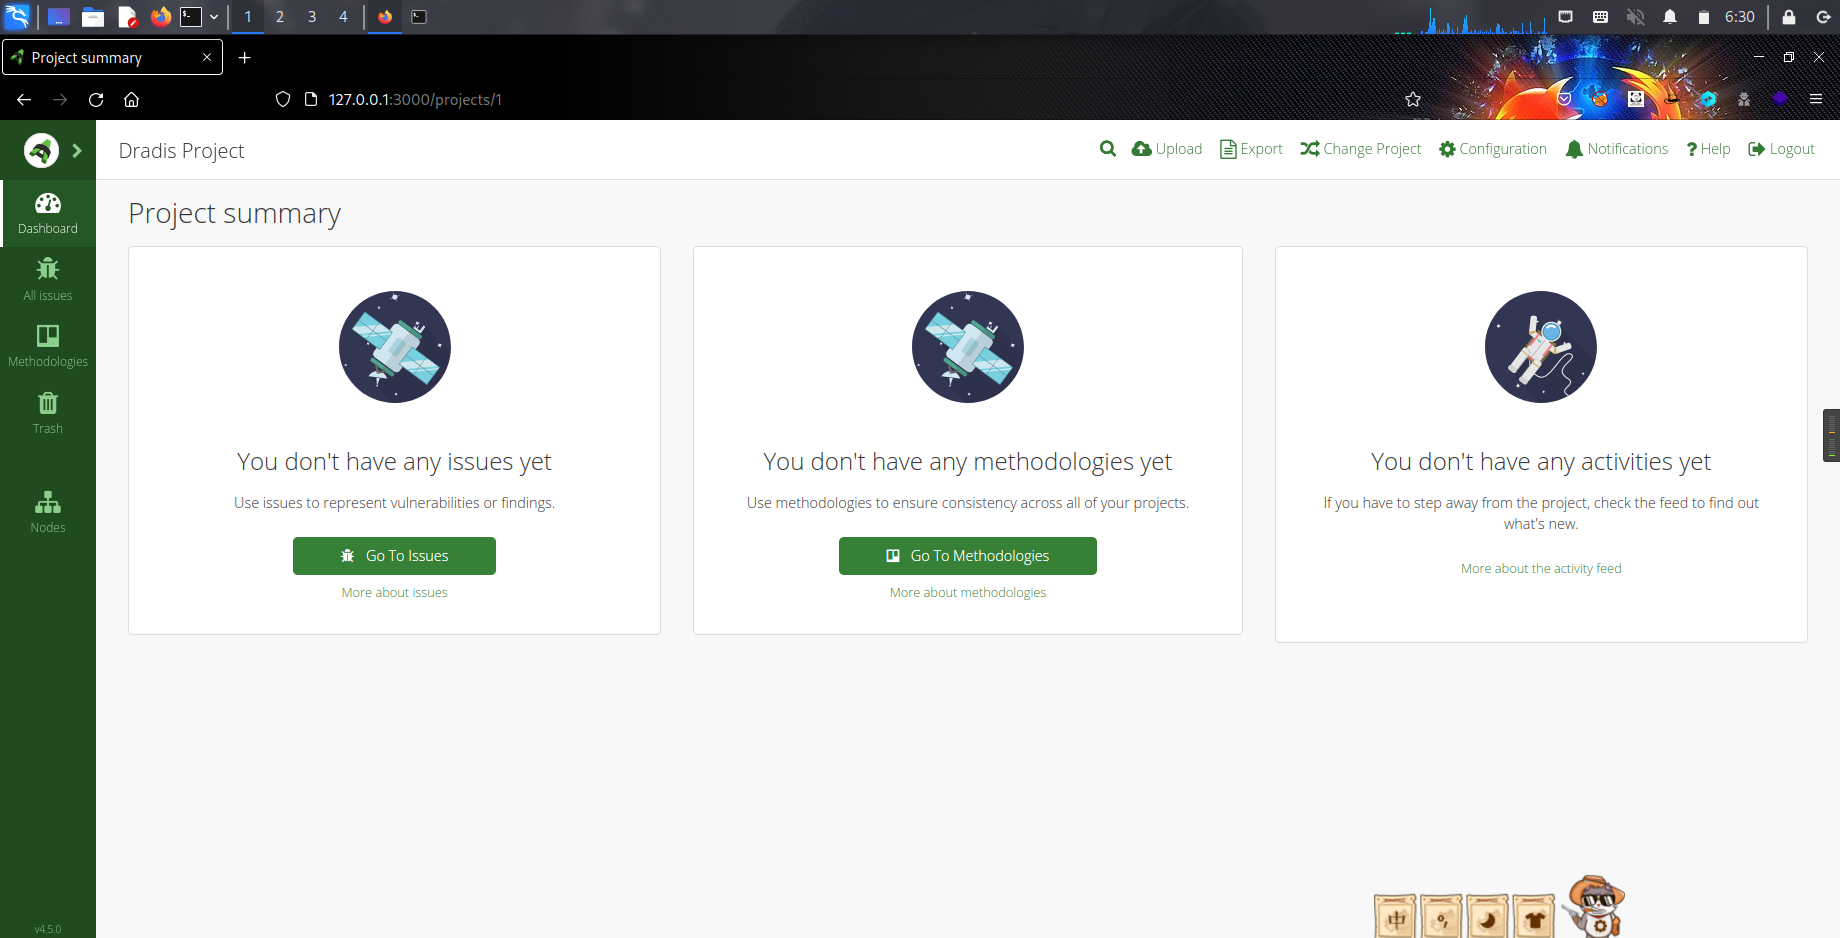 1 2 3 4 6:30
Project summary
127.0.0.1:3000/projects/1
Dradis Project
Upload Export Change Project Configuration Notifications ? Help Logout
Dashboard
All issues
Methodologies
Trash
Nodes
v4.5.0
Project summary
You don't have any issues yet
Use issues to represent vulnerabilities or findings.
Go To Issues
More about issues
You don't have any methodologies yet
Use methodologies to ensure consistency across all of your projects.
Go To Methodologies
More about methodologies
You don't have any activities yet
If you have to step away from the project, check the feed to find out
what's new.
More about the activity feed
中